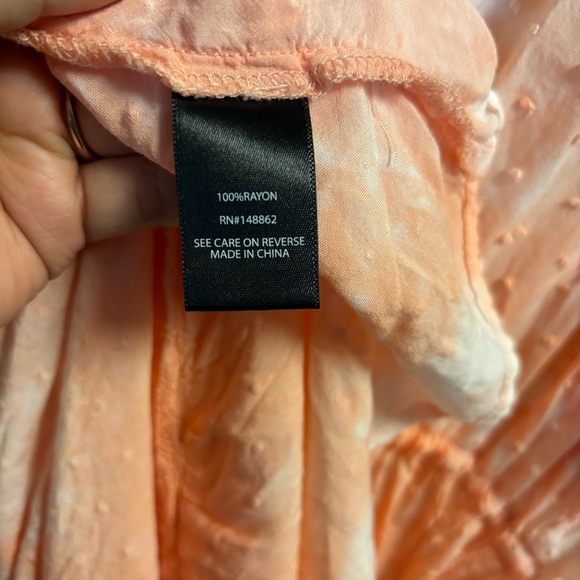 100%RAYON
RN#148862
SEE CARE ON REVERSE
MADE IN CHINA